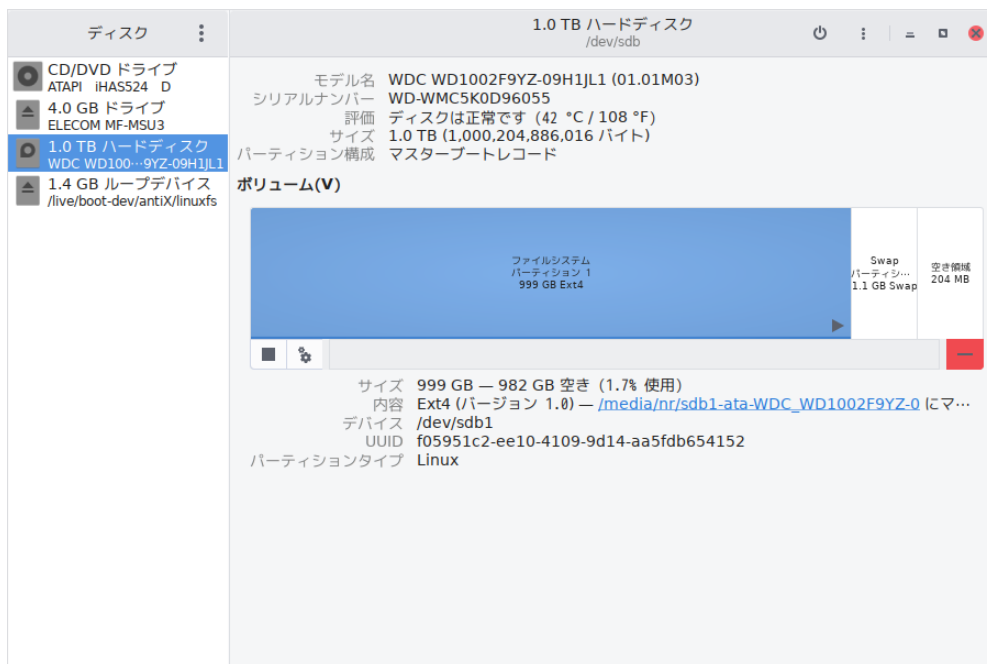 ディスク
1.0 TB ハードディスク
/dev/sdb
CD/DVD ドライブ
ATAPI iHAS524 D
4.0 GB ドライブ
ELECOM MF-MSU3
1.0 TB ハードディスク
WDC WD100…9YZ-09H1JL1
1.4 GB ループデバイス
/live/boot-dev/antiX/linuxfs
モデル名 WDC WD1002F9YZ-09H1JL1 (01.01M03)
シリアルナンバー WD-WMC5K0D96055
評価 ディスクは正常です (42 °C / 108 °F)
サイズ 1.0 TB (1,000,204,886,016 バイト)
パーティション構成 マスターブートレコード
ボリューム(V)
ファイルシステム
パーティション 1
999 GB Ext4
Swap
パーティシ…
1.1 GB Swap
空き領域
204 MB
サイズ 999 GB — 982 GB 空き (1.7% 使用)
内容 Ext4 (バージョン 1.0) — /media/nr/sdb1-ata-WDC_WD1002F9YZ-0 にマ…
デバイス /dev/sdb1
UUID f05951c2-ee10-4109-9d14-aa5fdb654152
パーティションタイプ Linux